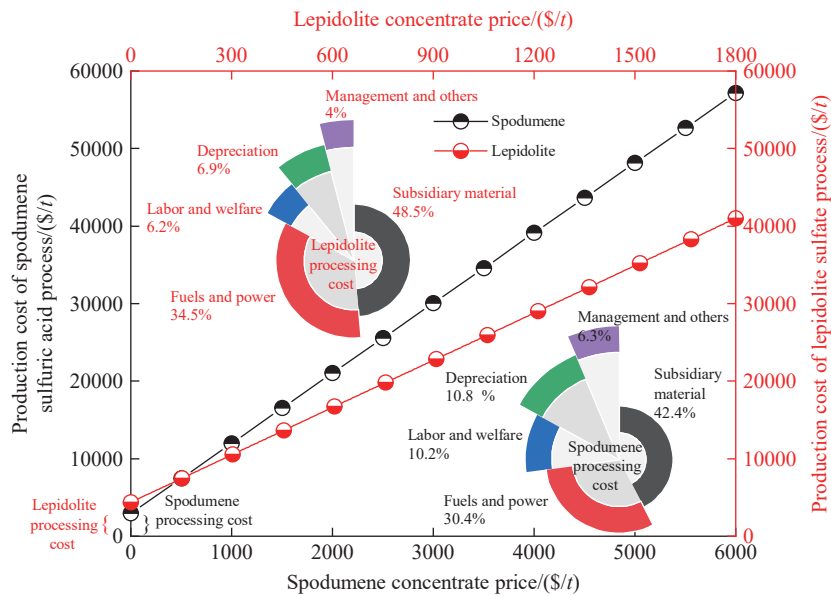 Lepidolite concentrate price/($/t)
0 300 600 900 1200 1500 1800
60000
50000
40000
30000
20000
10000
0
Production cost of spodumene
sulfuric acid process/($/t)
60000
50000
40000
30000
20000
10000
0
Production cost of lepidolite sulfate process/($/t)
Spodumene
Lepidolite
Management and others
4%
Depreciation
6.9%
Labor and welfare
6.2%
Fuels and power
34.5%
Subsidiary material
48.5%
Lepidolite
processing
cost
Management and others
6.3%
Depreciation
10.8 %
Labor and welfare
10.2%
Fuels and power
30.4%
Subsidiary
material
42.4%
Spodumene
processing
cost
Lepidolite
processing {
cost
} Spodumene
processing cost
0 1000 2000 3000 4000 5000 6000
Spodumene concentrate price/($/t)